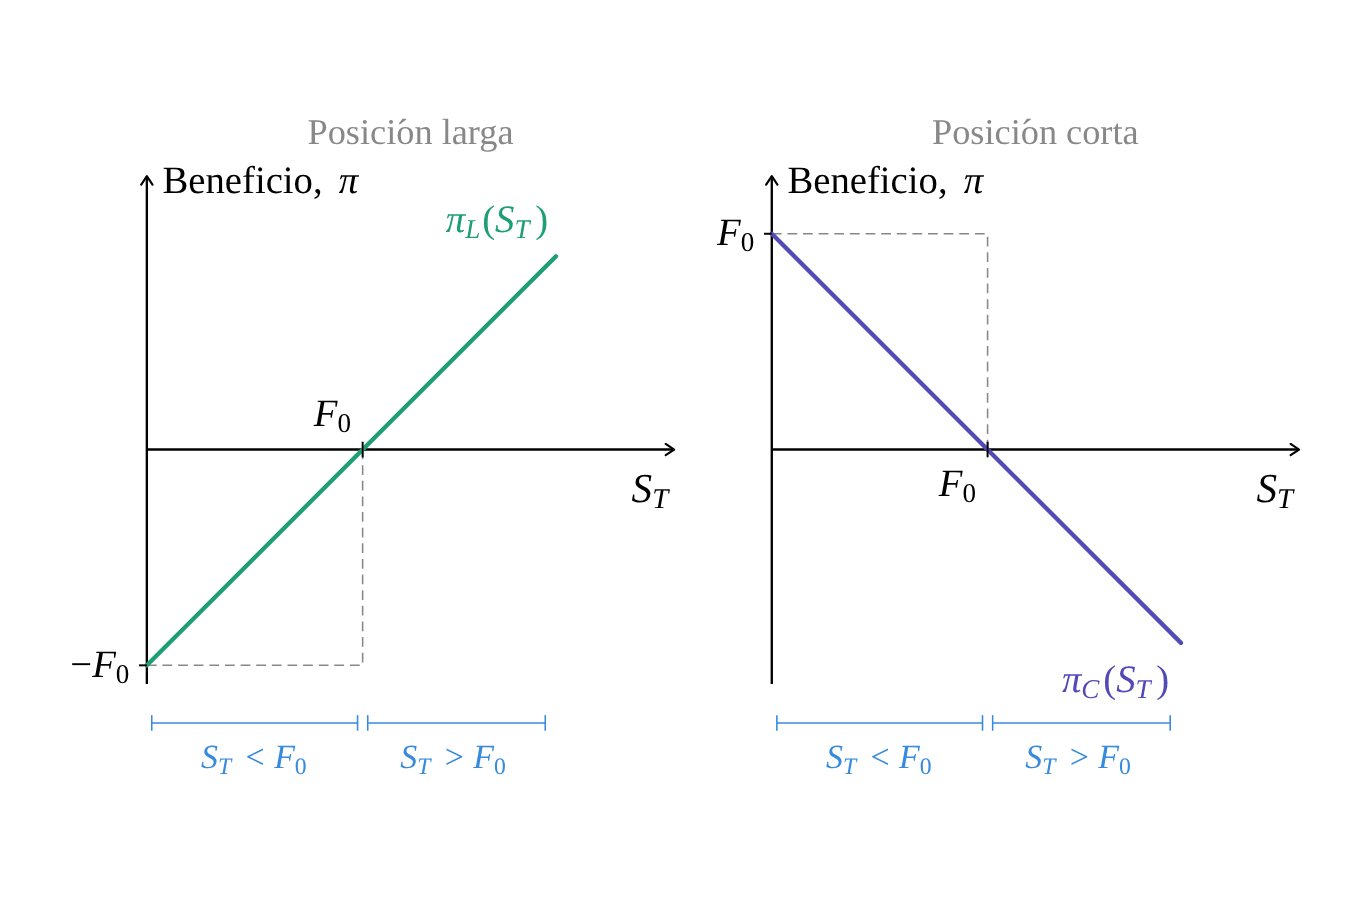 Posición larga
Beneficio, π
π_L(S_T)
F_0
S_T
−F_0
S_T < F_0
S_T > F_0
Posición corta
Beneficio, π
F_0
F_0
S_T
π_C(S_T)
S_T < F_0
S_T > F_0